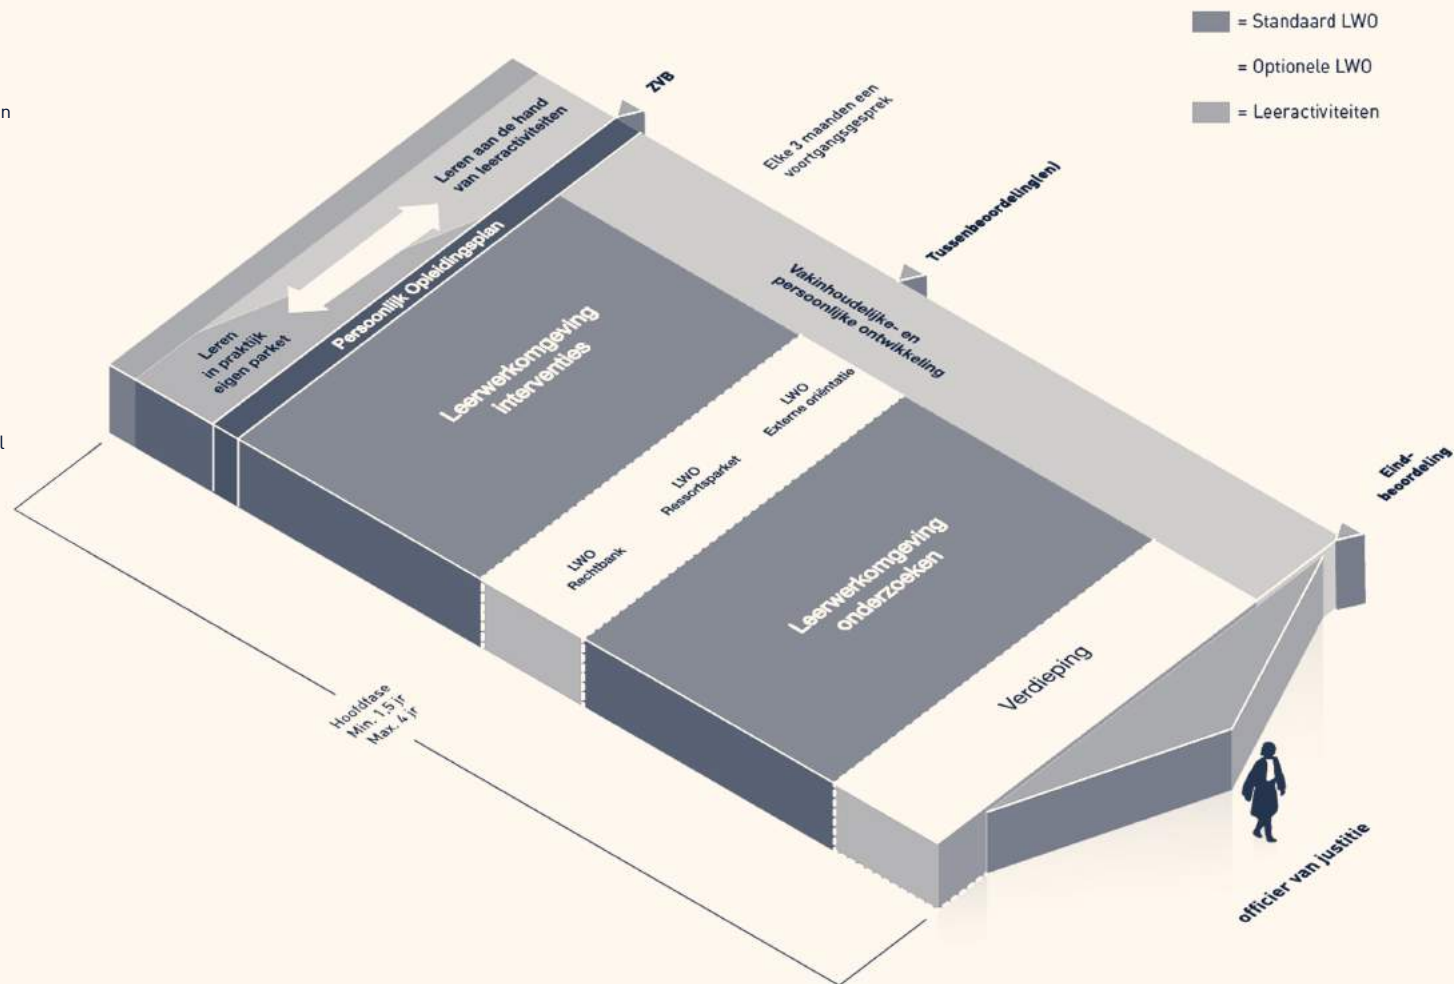 = Standaard LWO
= Optionele LWO
= Leeractiviteiten
n
l
ZVB
Elke 3 maanden een
voortgangsgesprek
Tussenbeoordeling(en)
Eind-
beoordeling
Leren aan de hand
van leeractiviteiten
Leren
in praktijk
eigen parket
Persoonlijk Opleidingsplan
Leerwerkomgeving
interventies
Vakinhoudelijke- en
persoonlijke ontwikkeling
LWO
Externe oriëntatie
LWO
Ressortsparket
LWO
Rechtbank
Leerwerkomgeving
onderzoeken
Verdieping
Hoofdfase
Min. 1,5 jr
Max. 4 jr
officier van justitie